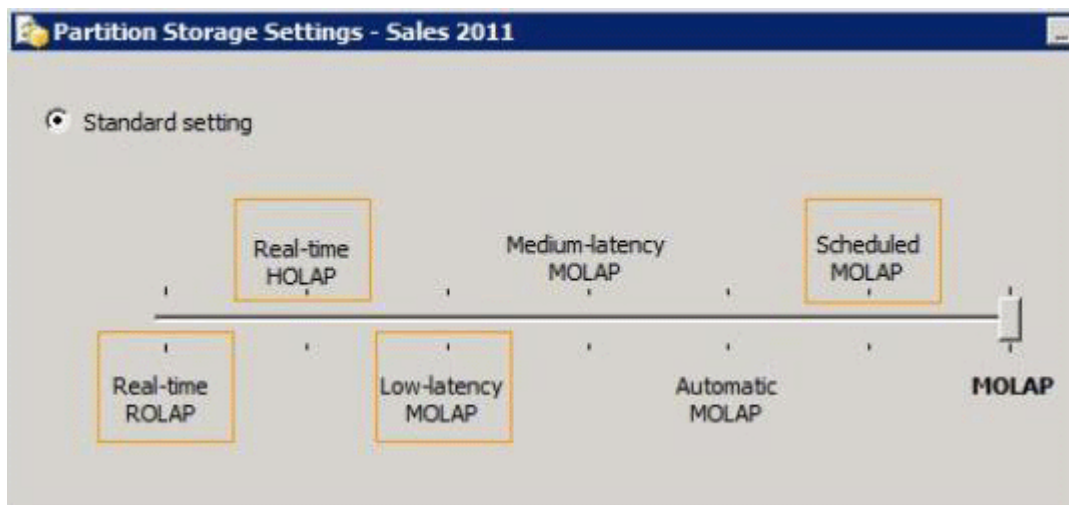 Partition Storage Settings - Sales 2011
Standard setting
Real-time
HOLAP
Medium-latency
MOLAP
Scheduled
MOLAP
Real-time
ROLAP
Low-latency
MOLAP
Automatic
MOLAP
MOLAP